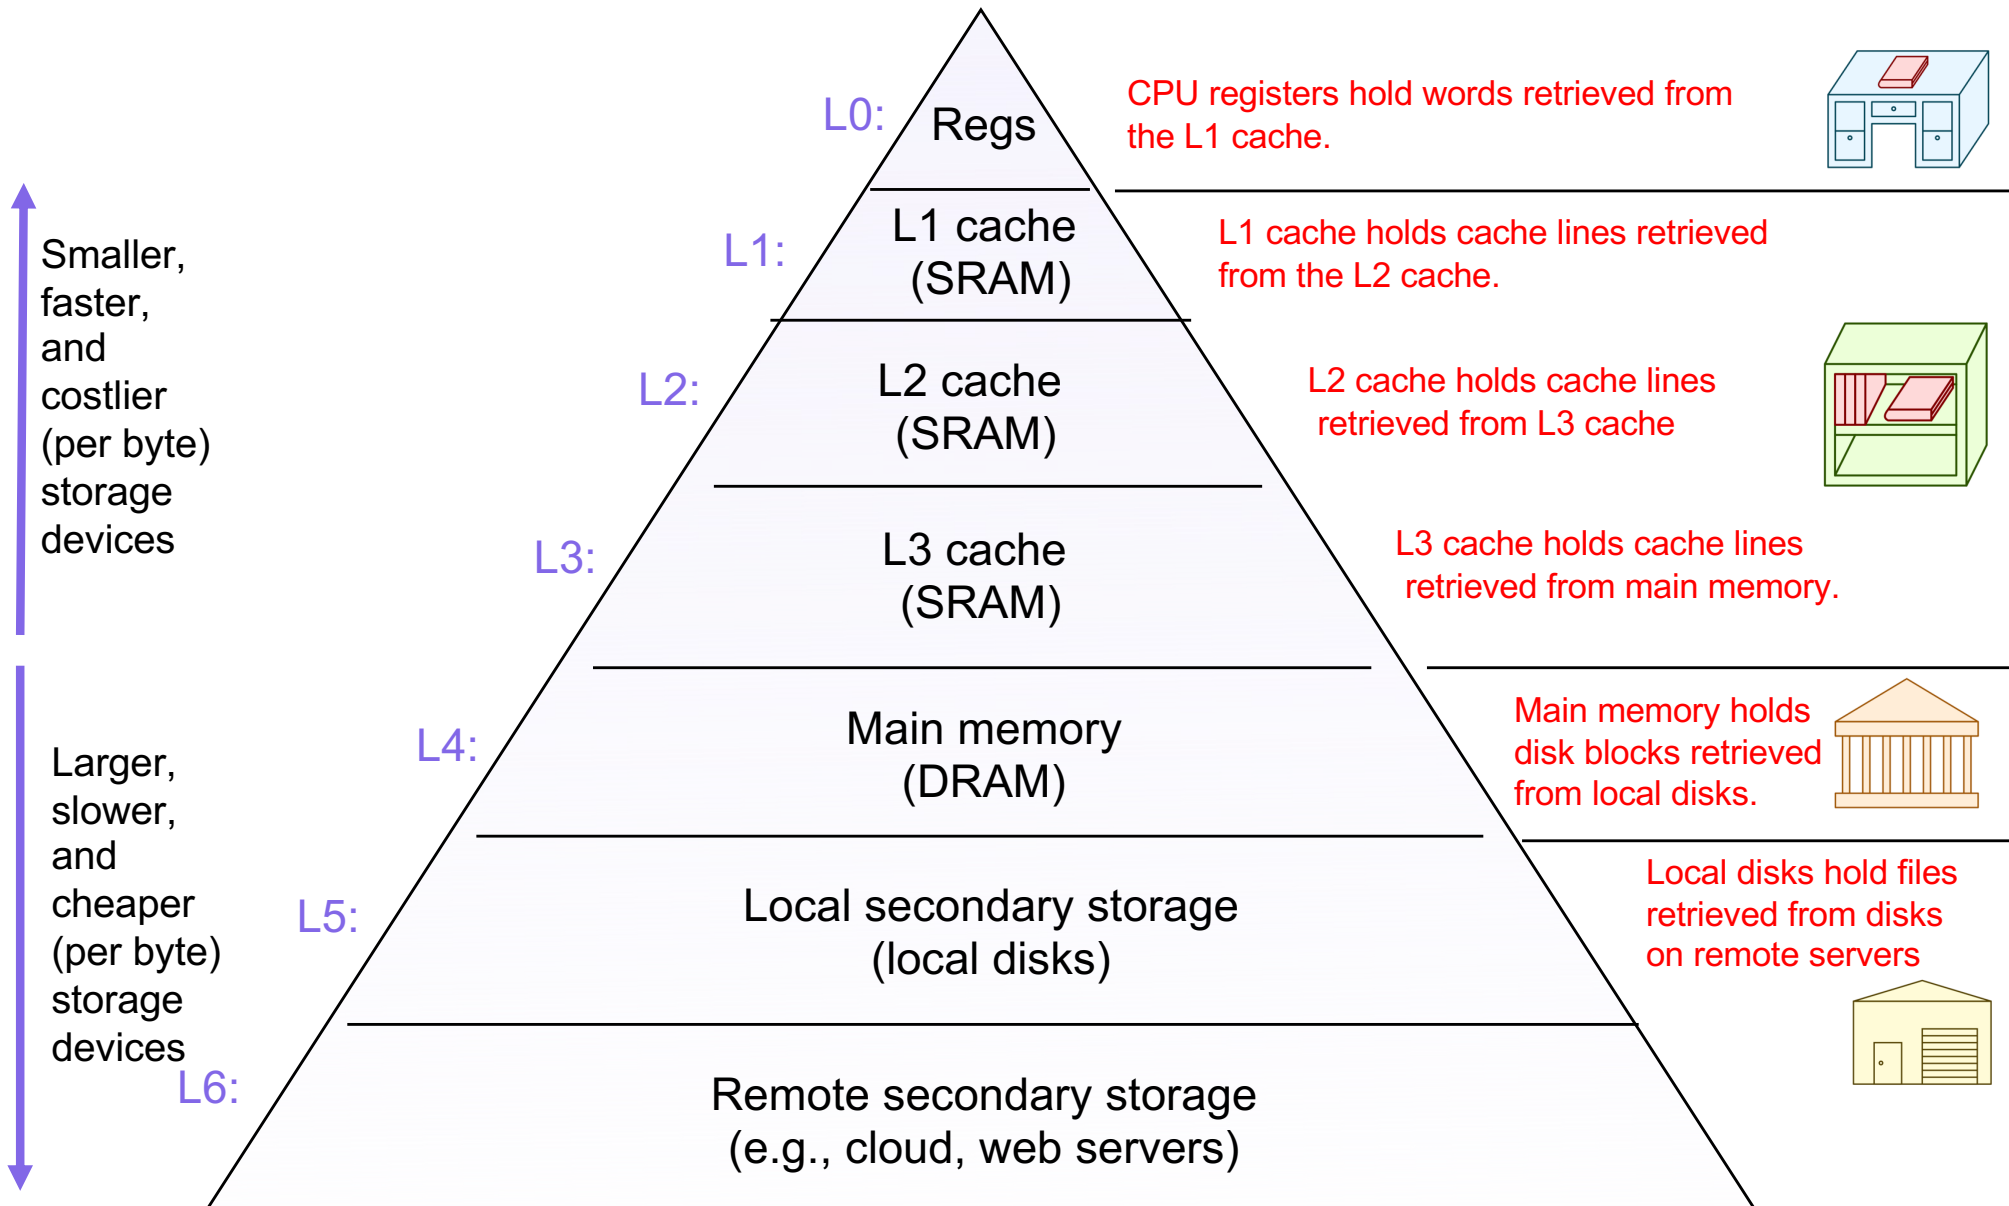 L0:
Regs
CPU registers hold words retrieved from
the L1 cache.
L1:
L1 cache
(SRAM)
L1 cache holds cache lines retrieved
from the L2 cache.
Smaller,
faster,
and
costlier
(per byte)
storage
devices
L2:
L2 cache
(SRAM)
L2 cache holds cache lines
retrieved from L3 cache
L3:
L3 cache
(SRAM)
L3 cache holds cache lines
retrieved from main memory.
L4:
Main memory
(DRAM)
Main memory holds
disk blocks retrieved
from local disks.
Larger,
slower,
and
cheaper
(per byte)
storage
devices
L5:
Local secondary storage
(local disks)
Local disks hold files
retrieved from disks
on remote servers
L6:
Remote secondary storage
(e.g., cloud, web servers)